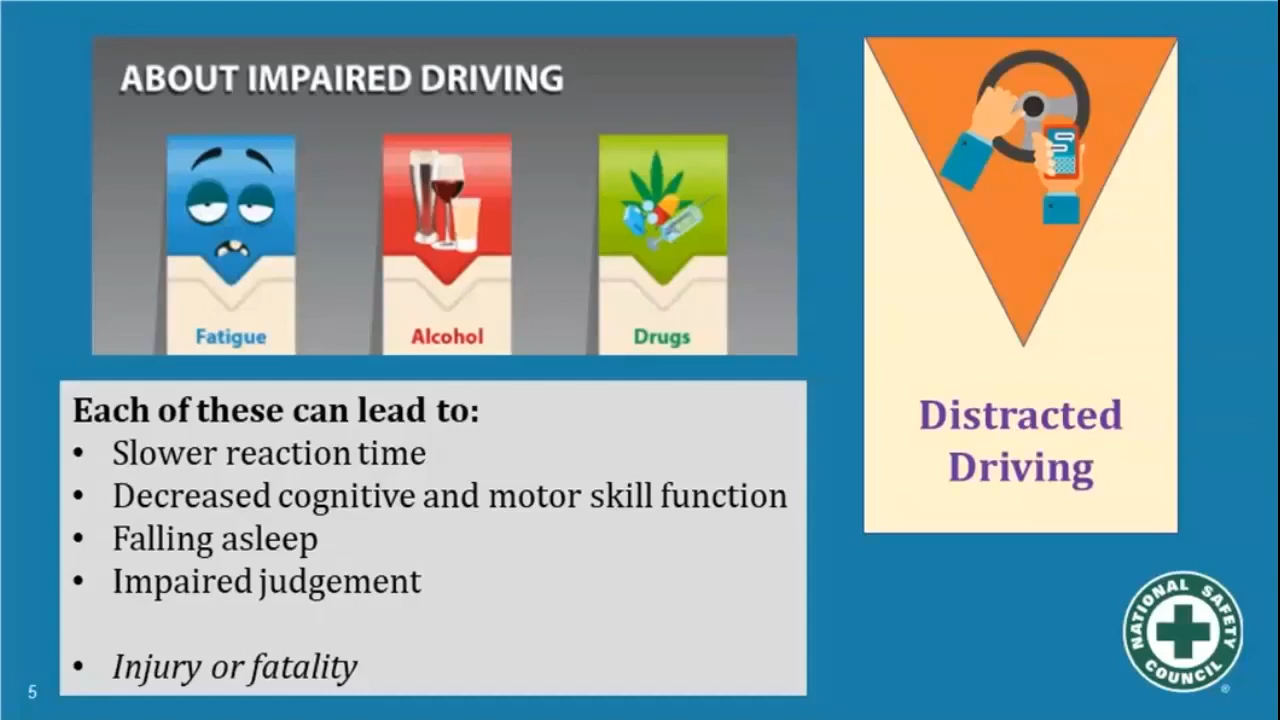 ABOUT IMPAIRED DRIVING
Fatigue
Alcohol
Drugs
Each of these can lead to:
• Slower reaction time
• Decreased cognitive and motor skill function
• Falling asleep
• Impaired judgement
• Injury or fatality
Distracted
Driving
NATIONAL SAFETY
COUNCIL
®
5